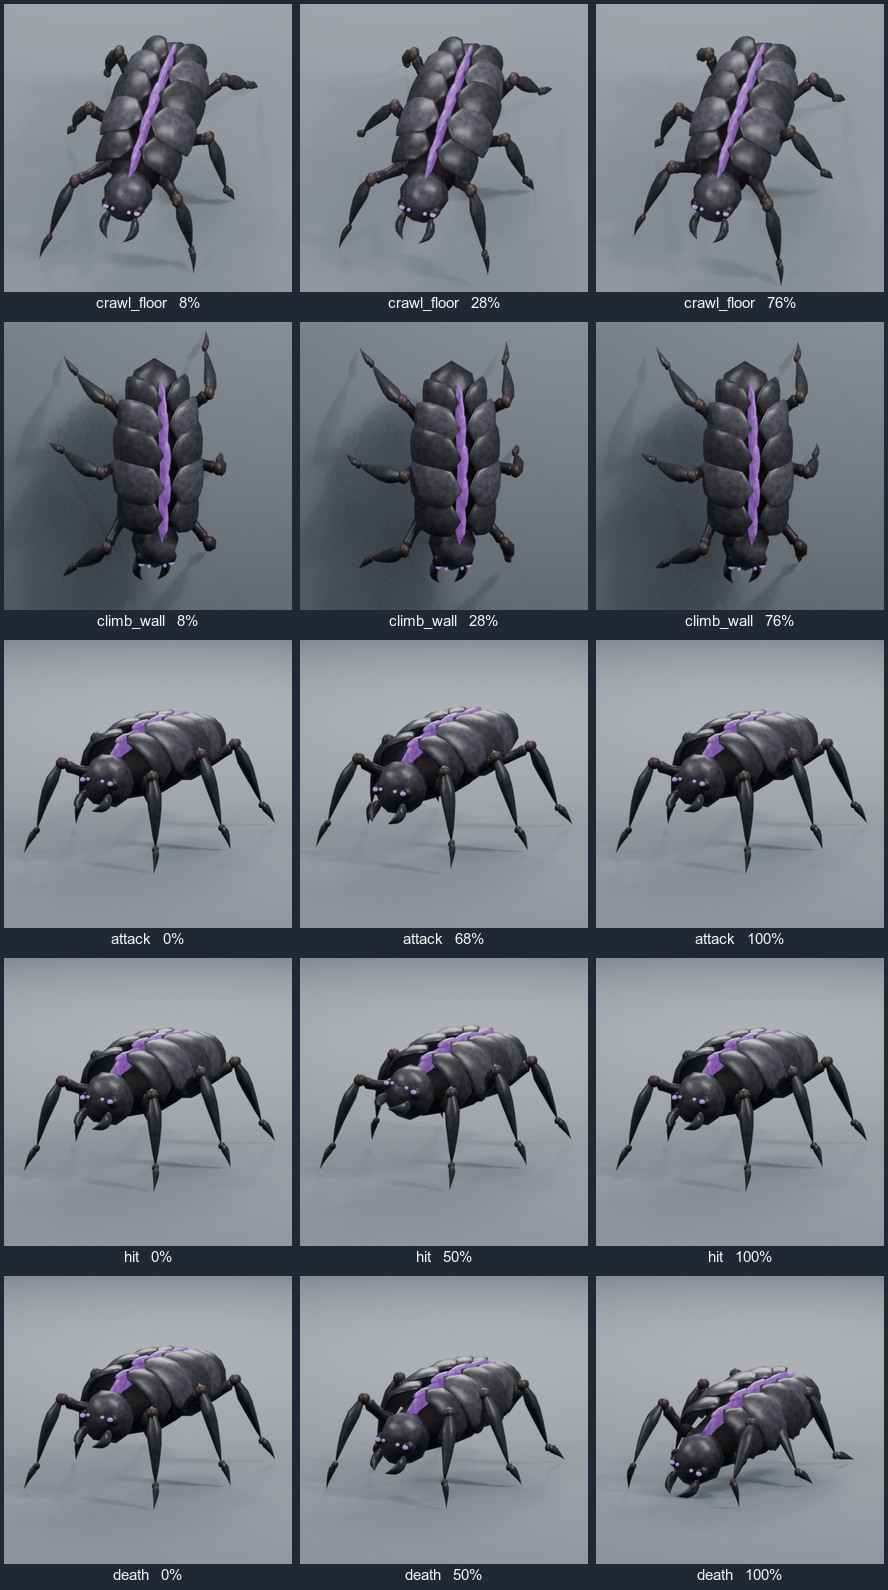 crawl_floor 8%
crawl_floor 28%
crawl_floor 76%
climb_wall 8%
climb_wall 28%
climb_wall 76%
attack 0%
attack 68%
attack 100%
hit 0%
hit 50%
hit 100%
death 0%
death 50%
death 100%